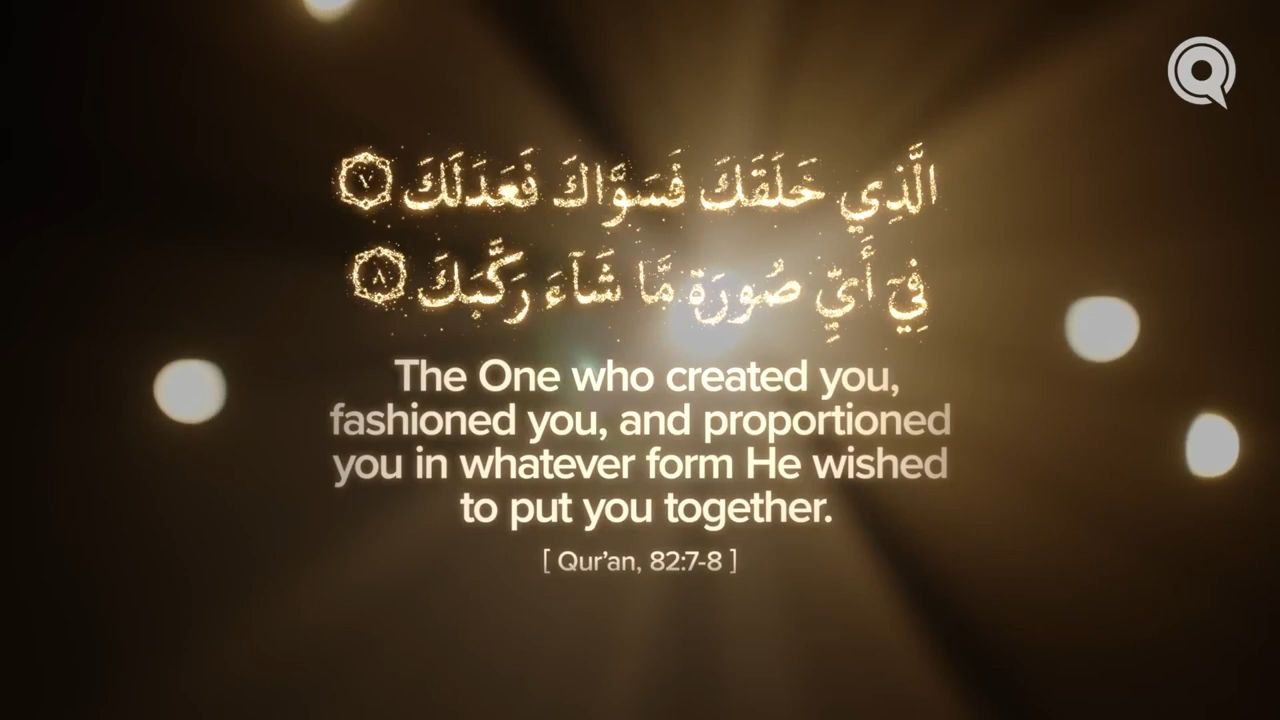 الَّذِي خَلَقَكَ فَسَوَّاكَ فَعَدَلَكَ ٧
فِيٓ أَيِّ صُورَةٍ مَّا شَآءَ رَكَّبَكَ ٨
The One who created you,
fashioned you, and proportioned
you in whatever form He wished
to put you together.
[ Qur’an, 82:7-8 ]